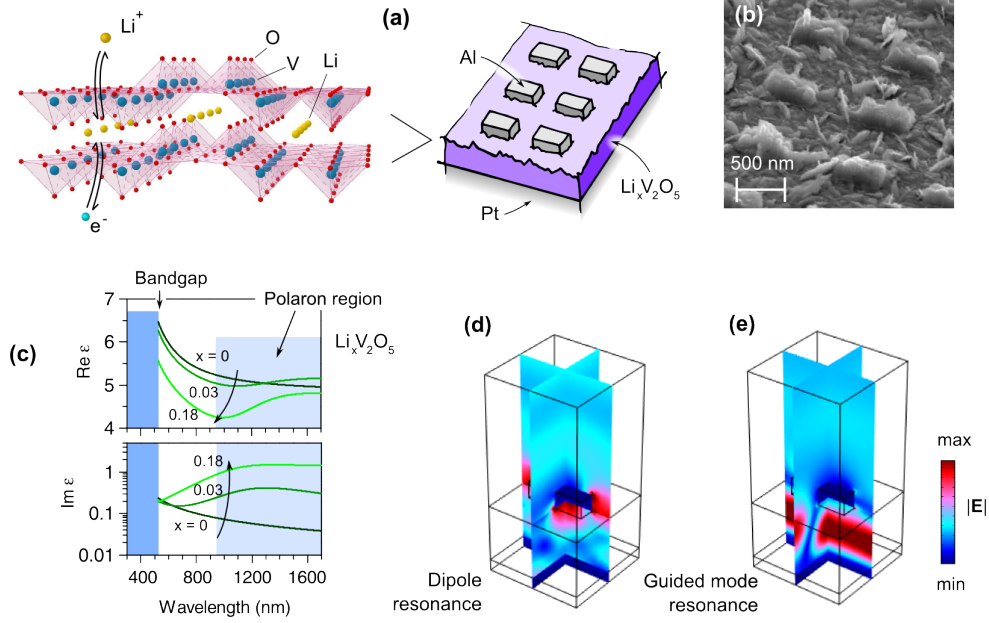 Li+
O
V
Li
e-
(a)
Al
LixV2O5
Pt
(b)
500 nm
(c)
Bandgap
Polaron region
LixV2O5
7
6
5
4
Re ε
x = 0
0.03
0.18
1
0.1
0.01
Im ε
0.18
0.03
x = 0
400 800 1200 1600
Wavelength (nm)
(d)
Dipole
resonance
(e)
Guided mode
resonance
max
|E|
min